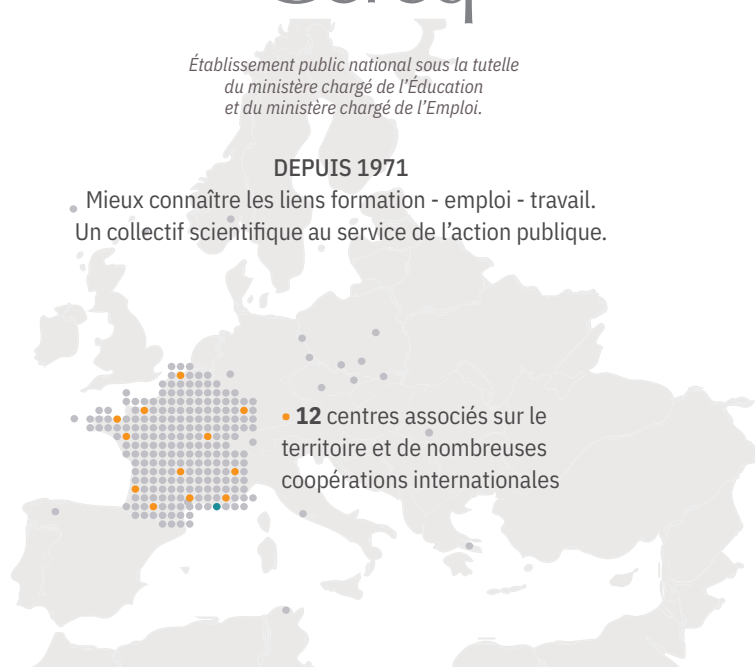 Établissement public national sous la tutelle
du ministère chargé de l'Éducation
et du ministère chargé de l'Emploi.
DEPUIS 1971
Mieux connaître les liens formation - emploi - travail.
Un collectif scientifique au service de l'action publique.
• 12 centres associés sur le
territoire et de nombreuses
coopérations internationales